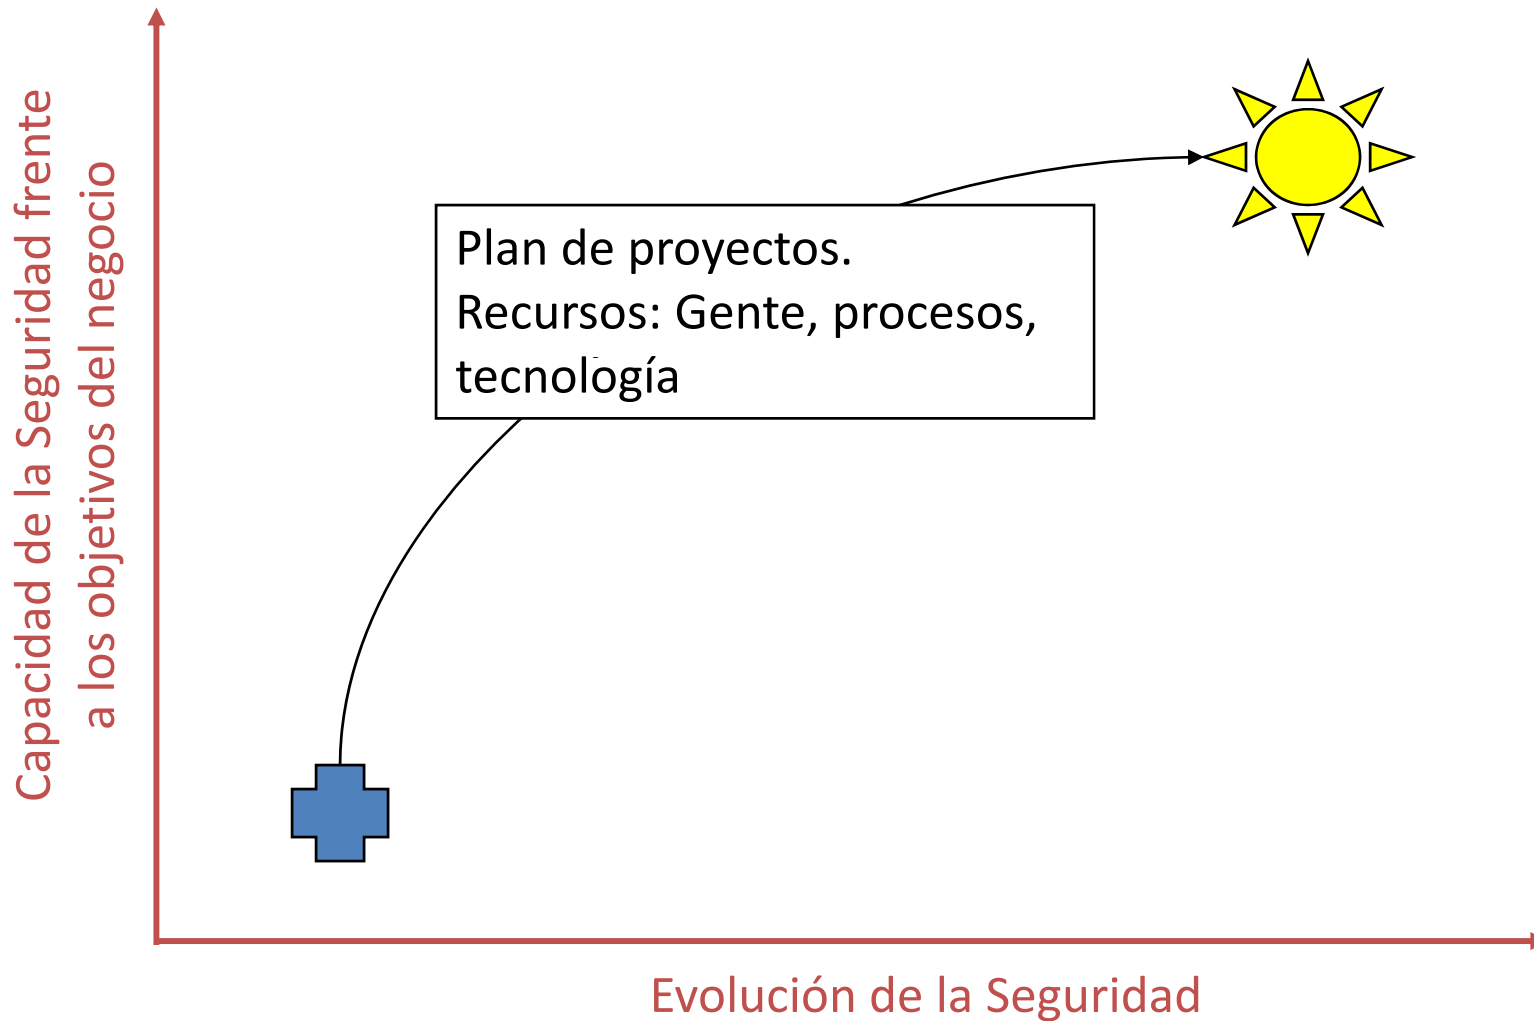 Capacidad de la Seguridad frente
a los objetivos del negocio
Plan de proyectos.
Recursos: Gente, procesos,
tecnología
Evolución de la Seguridad